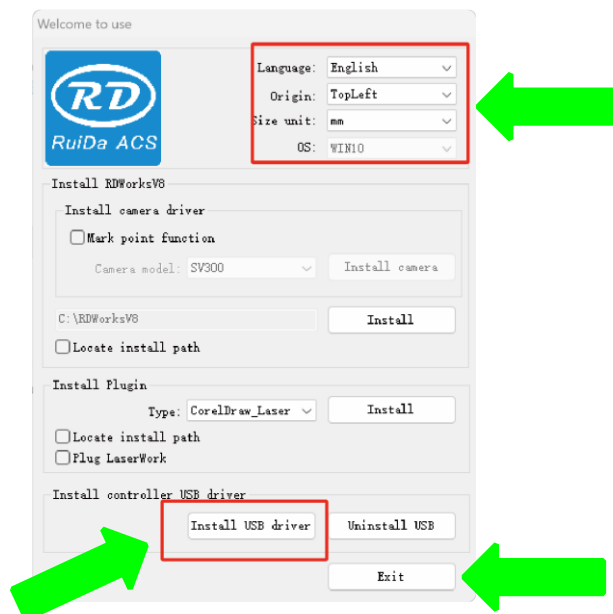 Welcome to use
RD
RuiDa ACS
Language: English
Origin: TopLeft
Size unit: mm
OS: WIN10
Install RDWorksV8
Install camera driver
Mark point function
Camera model: SV300 Install camera
C:\RDWorksV8 Install
Locate install path
Install Plugin
Type: CorelDraw_Laser Install
Locate install path
Plug LaserWork
Install controller USB driver
Install USB driver Uninstall USB
Exit